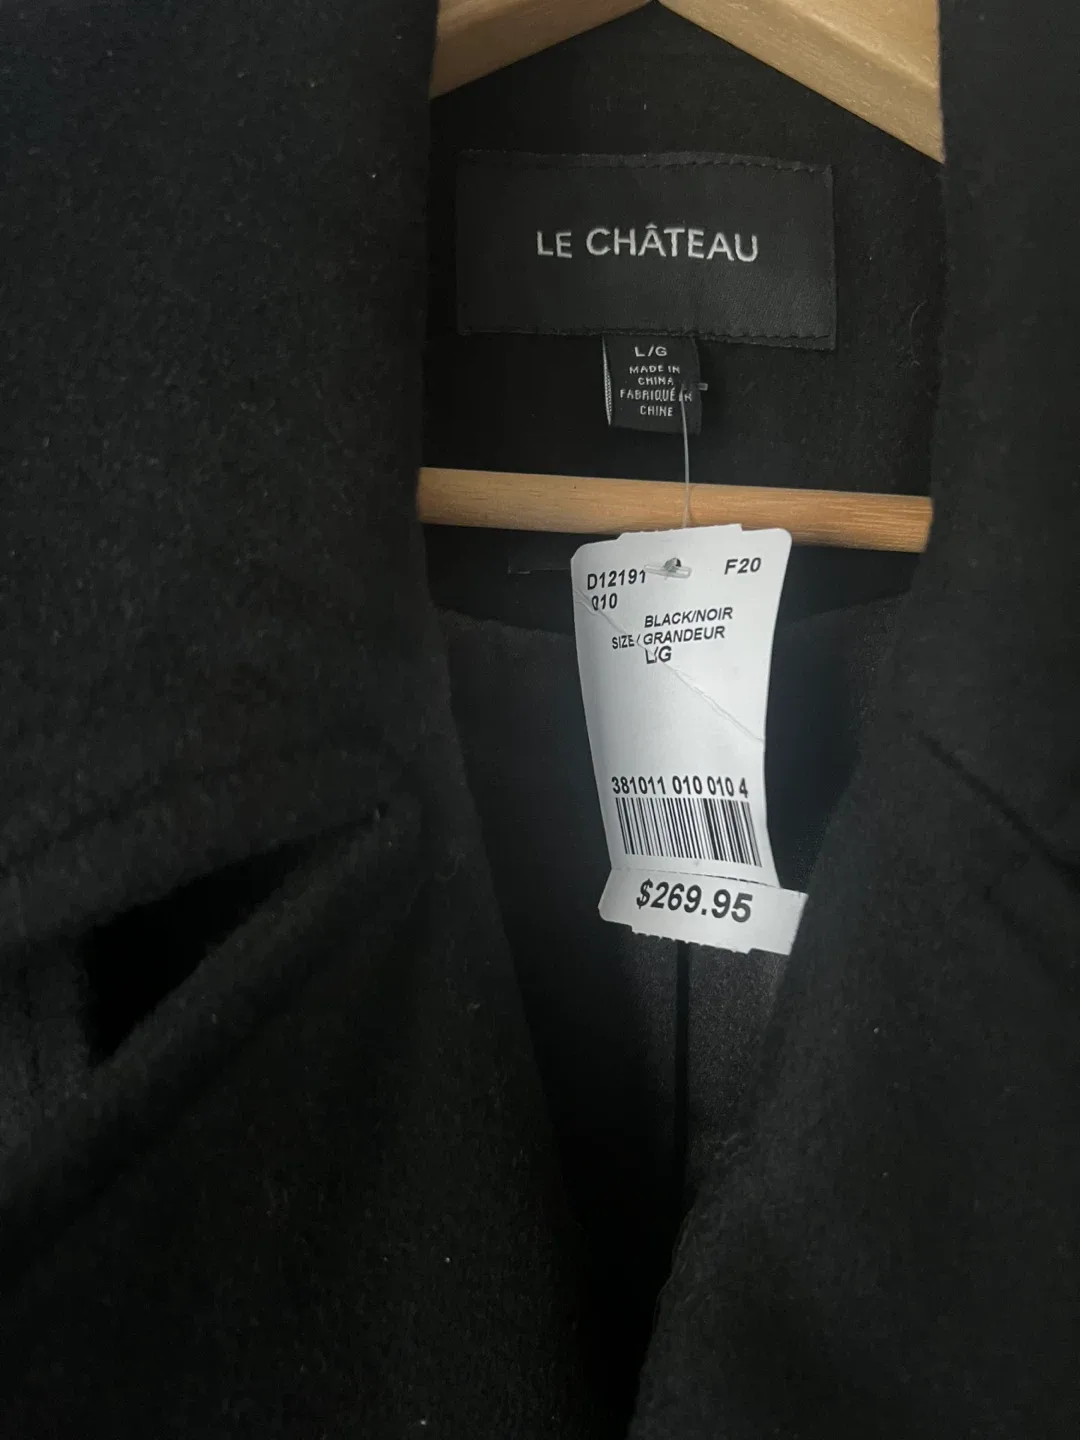 LE CHÂTEAU
L/G
MADE IN
CHINA
FABRIQUÉ EN
CHINE
D12191 F20
010
BLACK/NOIR
SIZE/GRANDEUR
L/G
381011 010 010 4
$269.95